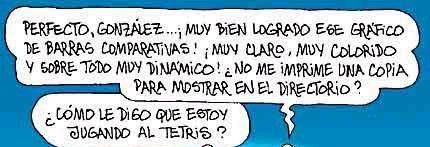 PERFECTO, GONZÁLEZ...¡MUY BIEN LOGRADO ESE GRÁFICO
DE BARRAS COMPARATIVAS! ¡MUY CLARO, MUY COLORIDO
Y SOBRE TODO MUY DINÁMICO! ¿NO ME IMPRIME UNA COPIA
PARA MOSTRAR EN EL DIRECTORIO?
¿CÓMO LE DIGO QUE ESTOY
JUGANDO AL TETRIS?